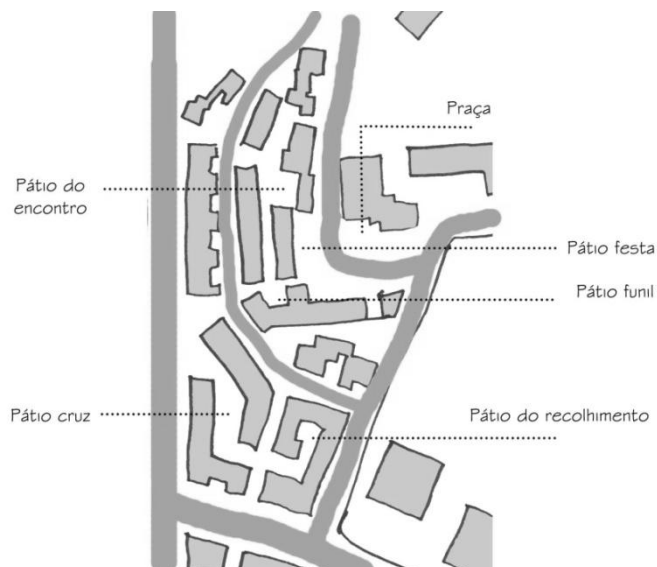 Praça
Pátio do
encontro
Pátio festa
Pátio funil
Pátio cruz
Pátio do recolhimento